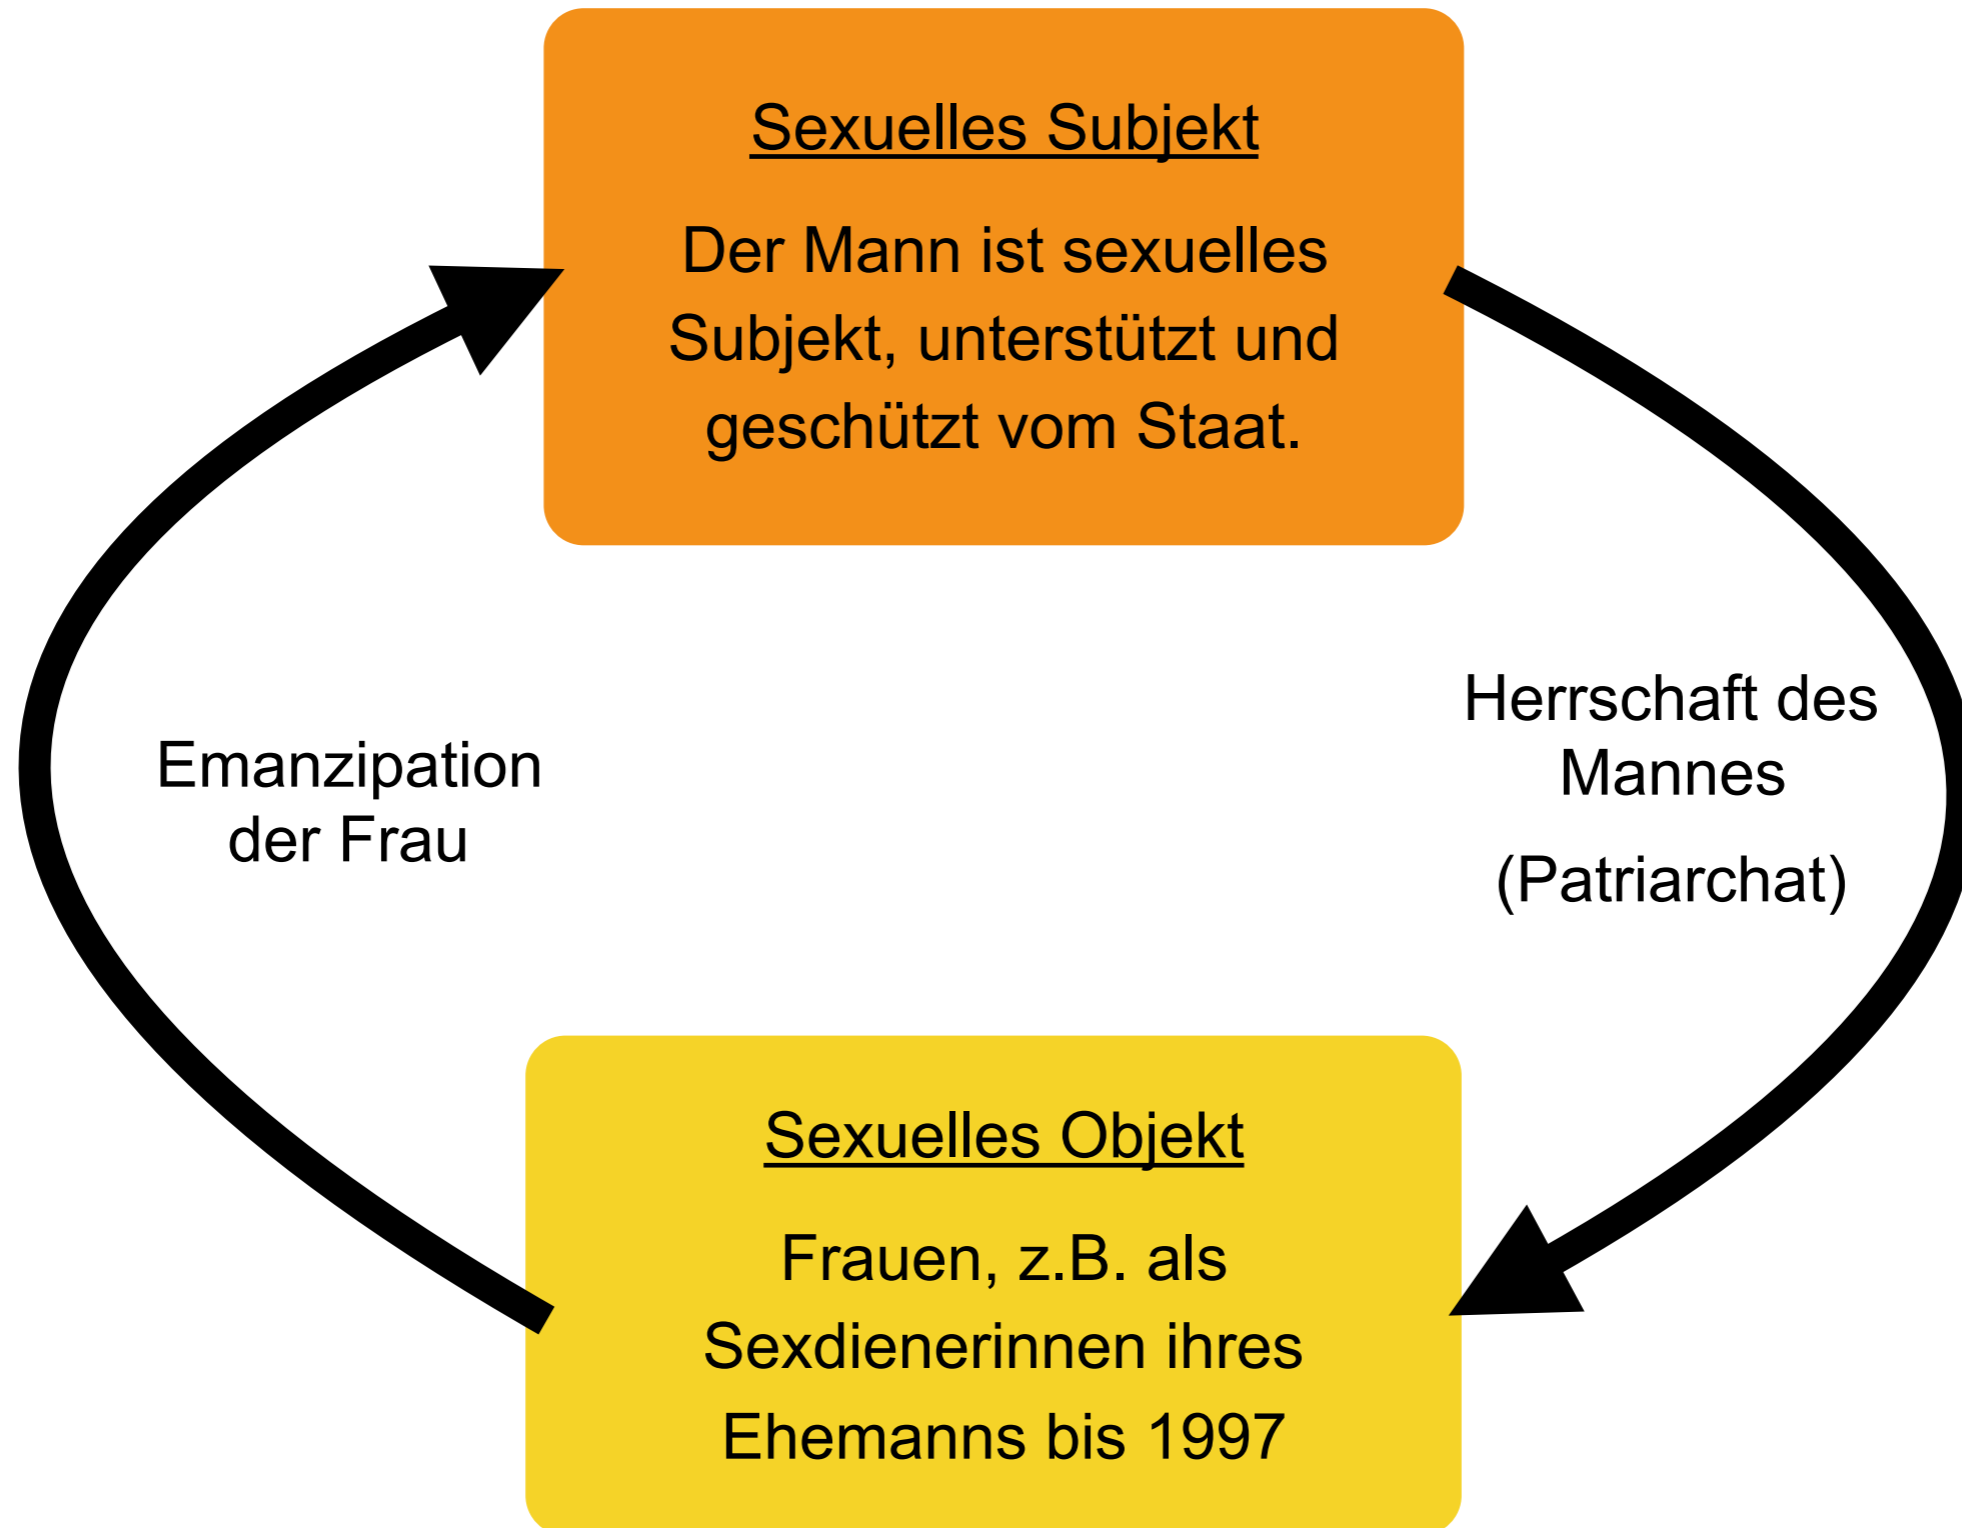 Sexuelles Subjekt
Der Mann ist sexuelles
Subjekt, unterstützt und
geschützt vom Staat.
Emanzipation
der Frau
Herrschaft des
Mannes
(Patriarchat)
Sexuelles Objekt
Frauen, z.B. als
Sexdienerinnen ihres
Ehemanns bis 1997